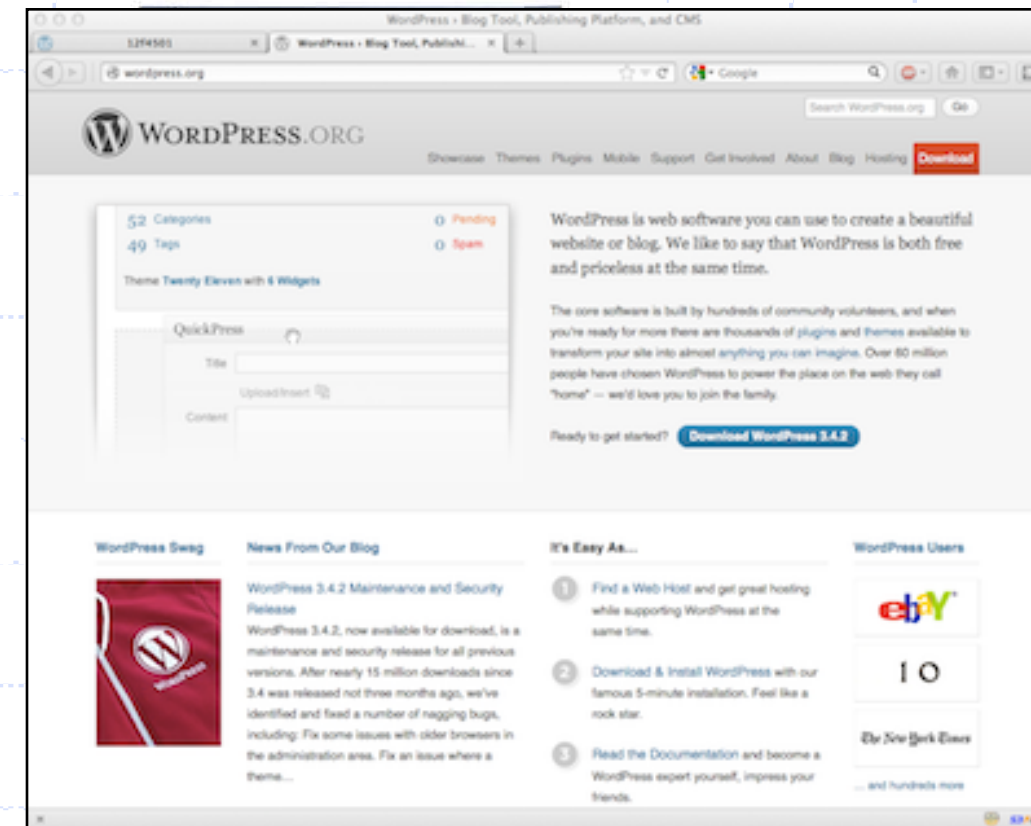 WordPress › Blog Tool, Publishing Platform, and CMS
12f4501
WordPress › Blog Tool, Publishi...
wordpress.org
Google
Search WordPress.org
Go
WORDPRESS.ORG
Showcase Themes Plugins Mobile Support Get Involved About Blog Hosting Download
52 Categories 0 Pending
49 Tags 0 Spam
Theme Twenty Eleven with 6 Widgets
QuickPress
Title
Upload/Insert
Content
WordPress is web software you can use to create a beautiful
website or blog. We like to say that WordPress is both free
and priceless at the same time.
The core software is built by hundreds of community volunteers, and when
you're ready for more there are thousands of plugins and themes available to
transform your site into almost anything you can imagine. Over 60 million
people have chosen WordPress to power the place on the web they call
"home" — we'd love you to join the family.
Ready to get started? Download WordPress 3.4.2
WordPress Swag
WordPress
News From Our Blog
WordPress 3.4.2 Maintenance and Security
Release
WordPress 3.4.2, now available for download, is a
maintenance and security release for all previous
versions. After nearly 15 million downloads since
3.4 was released not three months ago, we've
identified and fixed a number of nagging bugs,
including: Fix some issues with older browsers in
the administration area. Fix an issue where a
theme...
It's Easy As...
1 Find a Web Host and get great hosting
while supporting WordPress at the
same time.
2 Download & Install WordPress with our
famous 5-minute installation. Feel like a
rock star.
3 Read the Documentation and become a
WordPress expert yourself, impress your
friends.
WordPress Users
ebaY
10
The New York Times
... and hundreds more